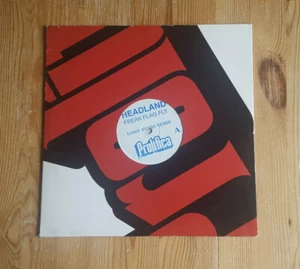 HEADLAND
FREAK FLAG FLY
A
Prolifica